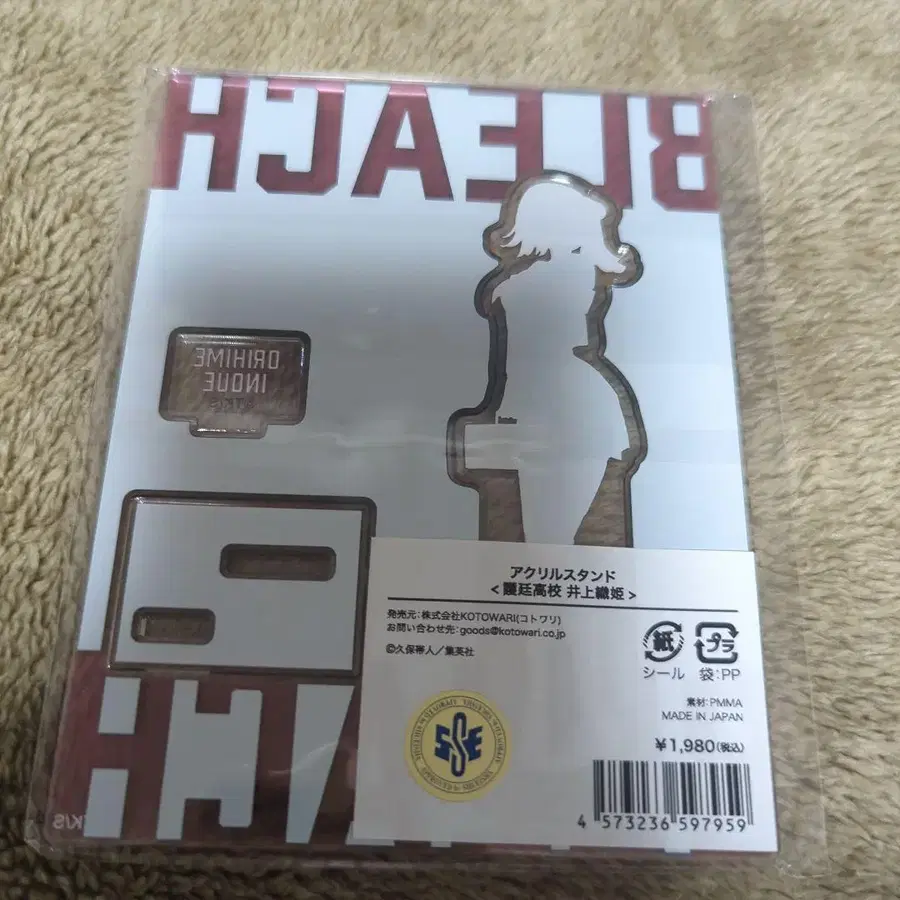 BLEACH
ORIHIME
INOUE
アクリルスタンド
<護廷高校 井上織姫>
発売元:株式会社KOTOWARI(コトワリ)
お問い合わせ先:goods@kotowari.co.jp
©久保帯人/集英社
紙
シール
プラ
袋:PP
素材:PMMA
MADE IN JAPAN
¥1,980(税込)
4 573236 597959